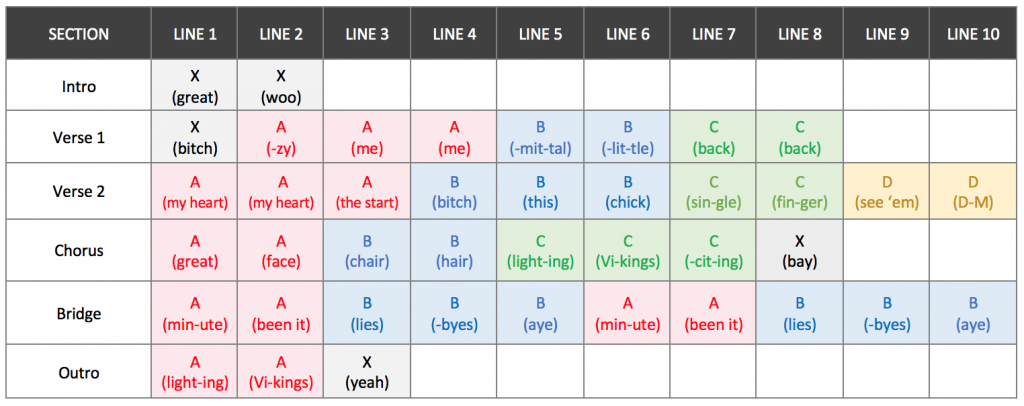 SECTION LINE 1 LINE 2 LINE 3 LINE 4 LINE 5 LINE 6 LINE 7 LINE 8 LINE 9 LINE 10
Intro X (great) X (woo)
Verse 1 X (bitch) A (-zy) A (me) A (me) B (-mit-tal) B (-lit-tle) C (back) C (back)
Verse 2 A (my heart) A (my heart) A (the start) B (bitch) B (this) B (chick) C (sin-gle) C (fin-ger) D (see ‘em) D (D-M)
Chorus A (great) A (face) B (chair) B (hair) C (light-ing) C (Vi-kings) C (-cit-ing) X (bay)
Bridge A (min-ute) A (been it) B (lies) B (-byes) B (aye) A (min-ute) A (been it) B (lies) B (-byes) B (aye)
Outro A (light-ing) A (Vi-kings) X (yeah)